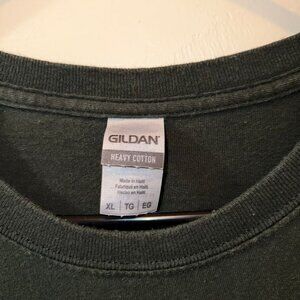 GILDAN
HEAVY COTTON
Made in Haiti
Fabriqué en Haïti
Hecho en Haití
XL TG EG